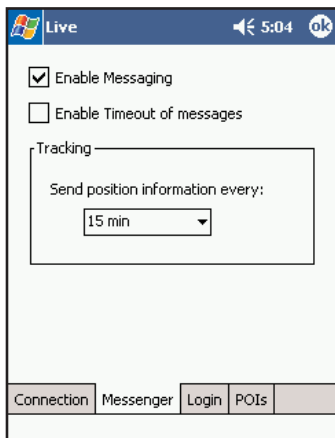 Live 5:04 ok
Enable Messaging
Enable Timeout of messages
Tracking
Send position information every:
15 min
Connection Messenger Login POIs